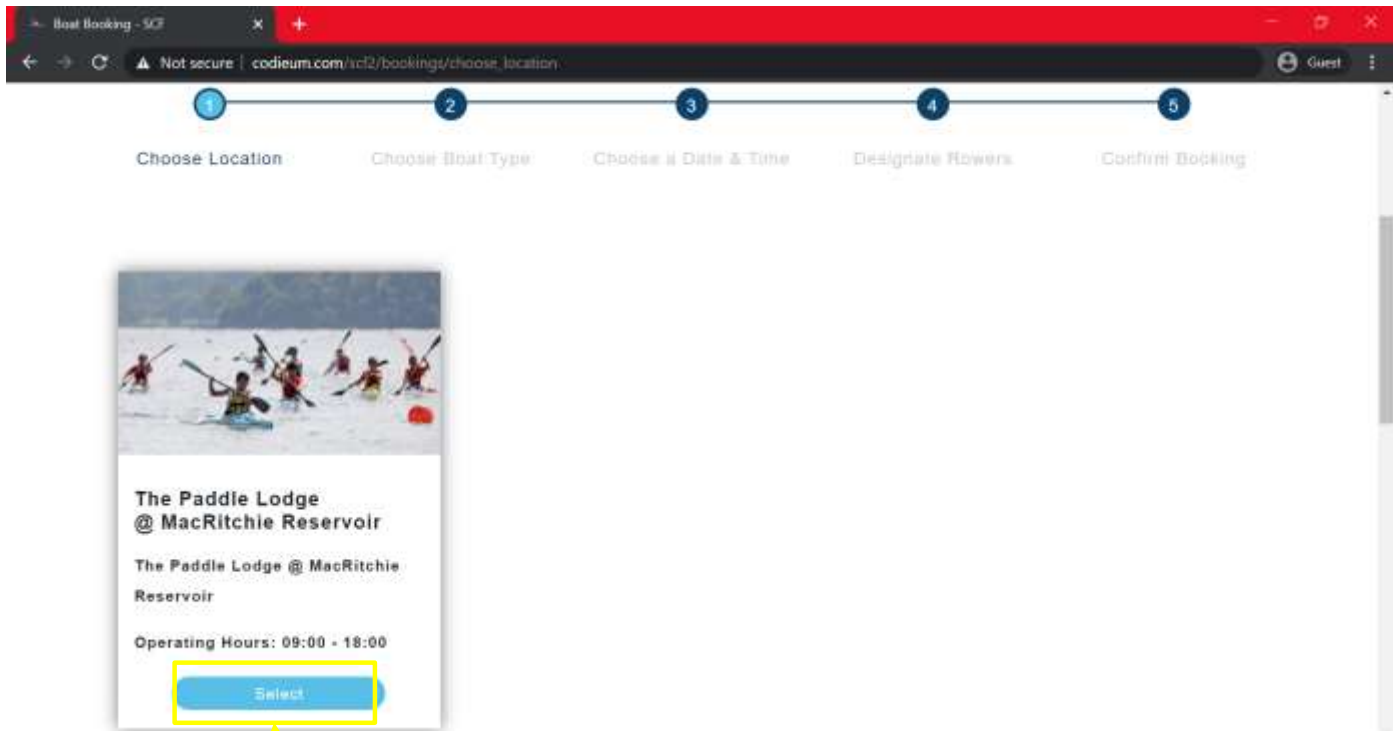 Boat Booking - SCF
Not secure | codieum.com/scf2/bookings/choose_location
Guest
1
2
3
4
5
Choose Location
Choose Boat Type
Choose a Date & Time
Designate Rowers
Confirm Booking
The Paddle Lodge
@ MacRitchie Reservoir
The Paddle Lodge @ MacRitchie
Reservoir
Operating Hours: 09:00 - 18:00
Select